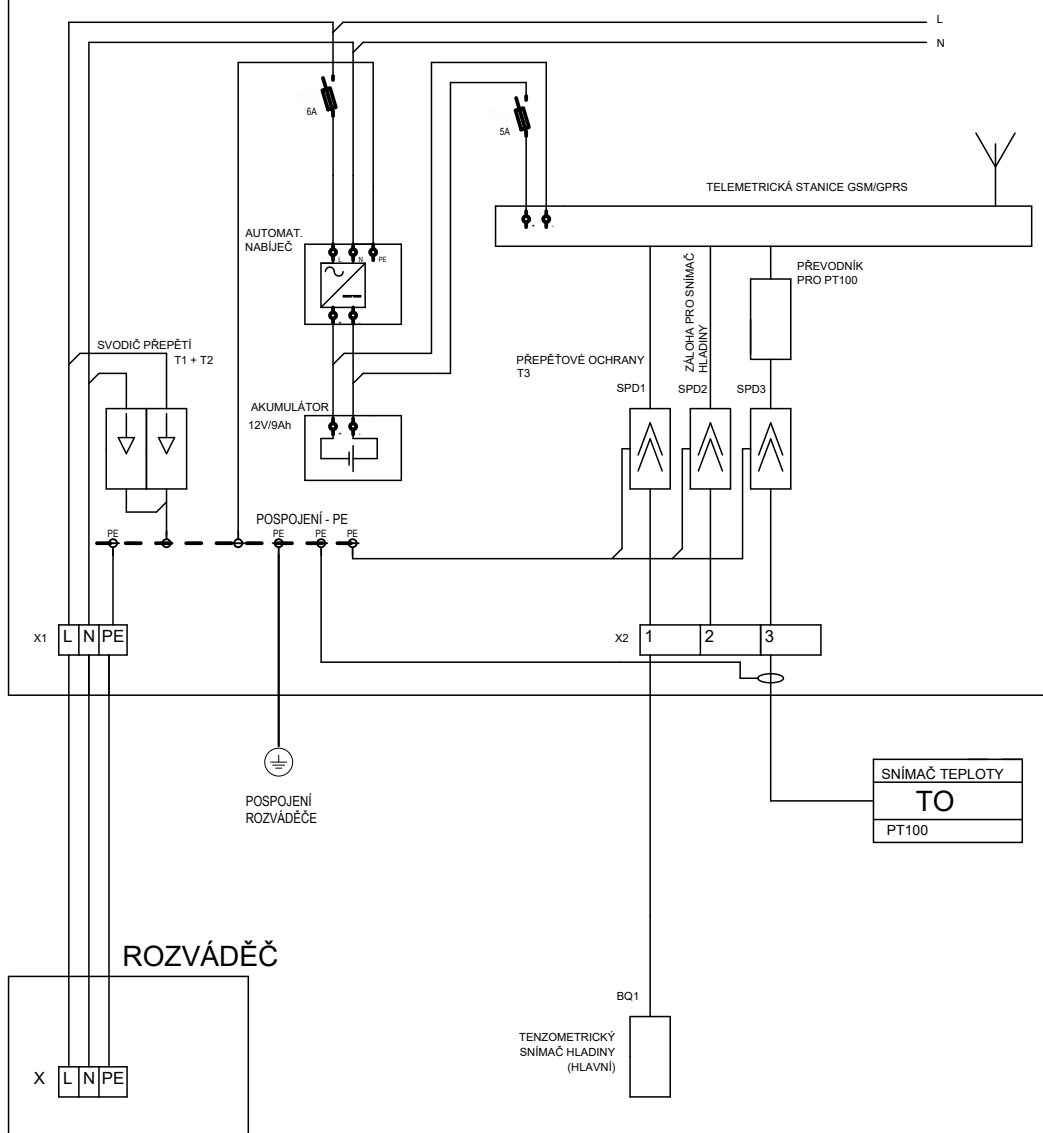 L
N
6A
5A
TELEMETRICKÁ STANICE GSM/GPRS
+ -
AUTOMAT.
NABÍJEČ
L N PE
+ -
PŘEVODNÍK
PRO PT100
ZÁLOHA PRO SNÍMAČ
HLADINY
SVODIČ PŘEPĚTÍ
T1 + T2
PŘEPĚŤOVÉ OCHRANY
T3
SPD1
SPD2
SPD3
AKUMULÁTOR
12V/9Ah
+ -
POSPOJENÍ - PE
PE
PE
PE
PE
X1 L N PE
X2 1 2 3
POSPOJENÍ
ROZVÁDĚČE
SNÍMAČ TEPLOTY
TO
PT100
ROZVÁDĚČ
BQ1
TENZOMETRICKÝ
SNÍMAČ HLADINY
(HLAVNÍ)
X L N PE